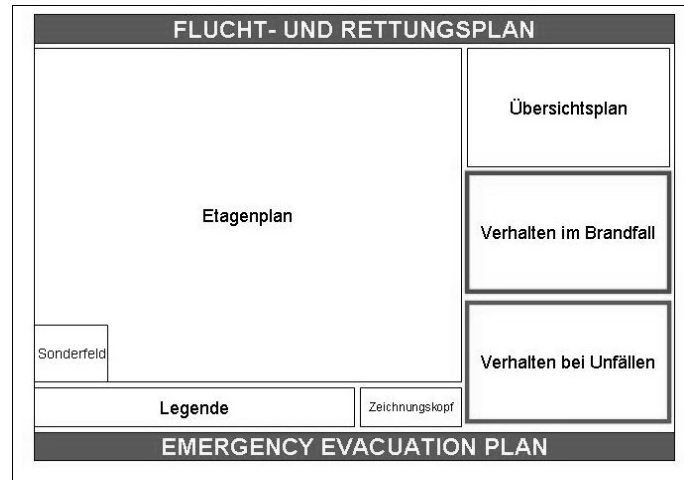 FLUCHT- UND RETTUNGSPLAN
Übersichtsplan
Etagenplan
Verhalten im Brandfall
Sonderfeld
Verhalten bei Unfällen
Legende
Zeichnungskopf
EMERGENCY EVACUATION PLAN